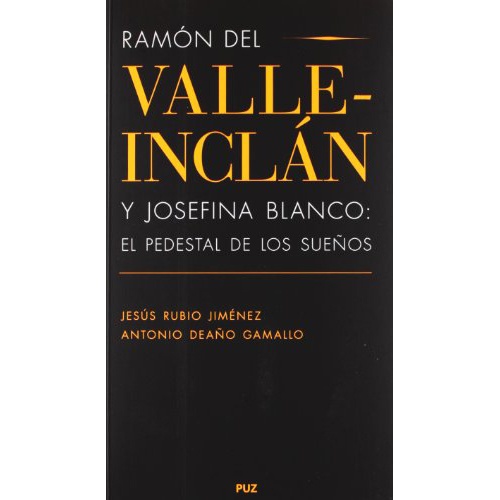 RAMÓN DEL
VALLE-
INCLÁN
Y JOSEFINA BLANCO:
EL PEDESTAL DE LOS SUEÑOS
JESÚS RUBIO JIMÉNEZ
ANTONIO DEAÑO GAMALLO
PUZ